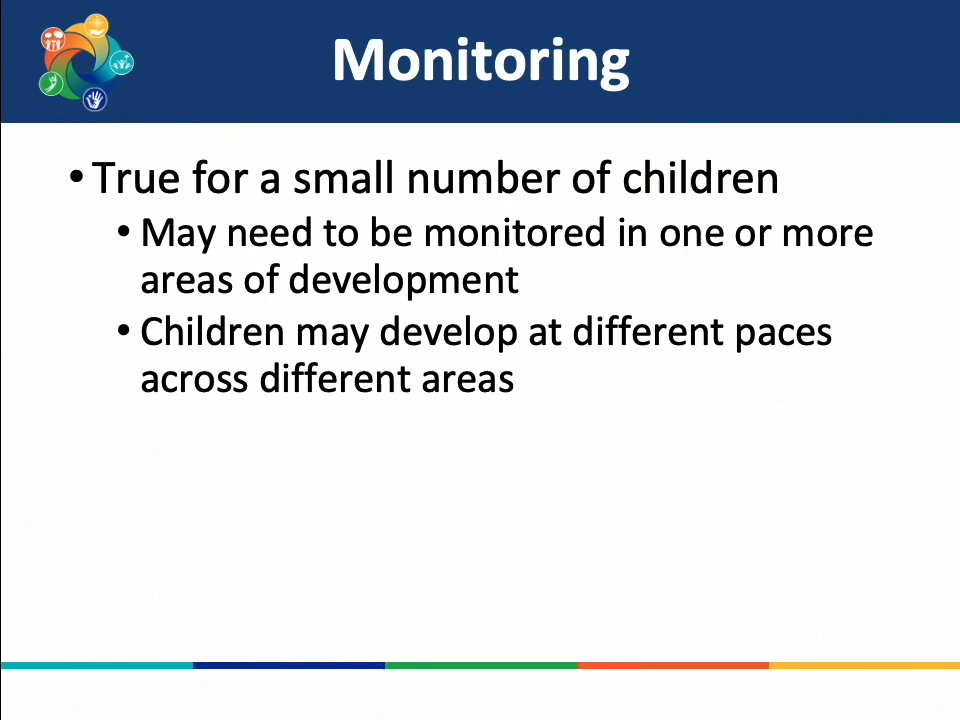 Monitoring
• True for a small number of children
• May need to be monitored in one or more
areas of development
• Children may develop at different paces
across different areas